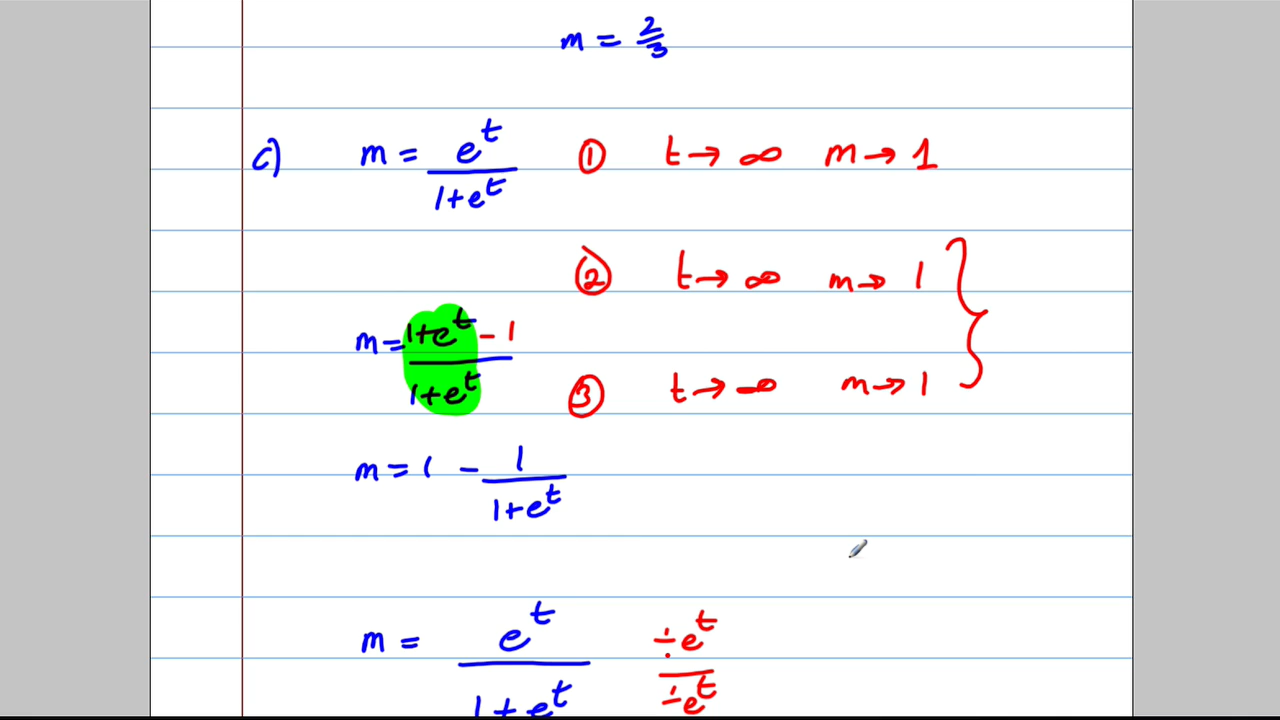 m = 2/3
c) m = e^t/(1+e^t) ① t → ∞ m → 1
② t → ∞ m → 1
m = (1+e^t - 1)/(1+e^t)
③ t → ∞ m → 1
m = 1 - 1/(1+e^t)
m = e^t/(1+e^t) ÷e^t/÷e^t